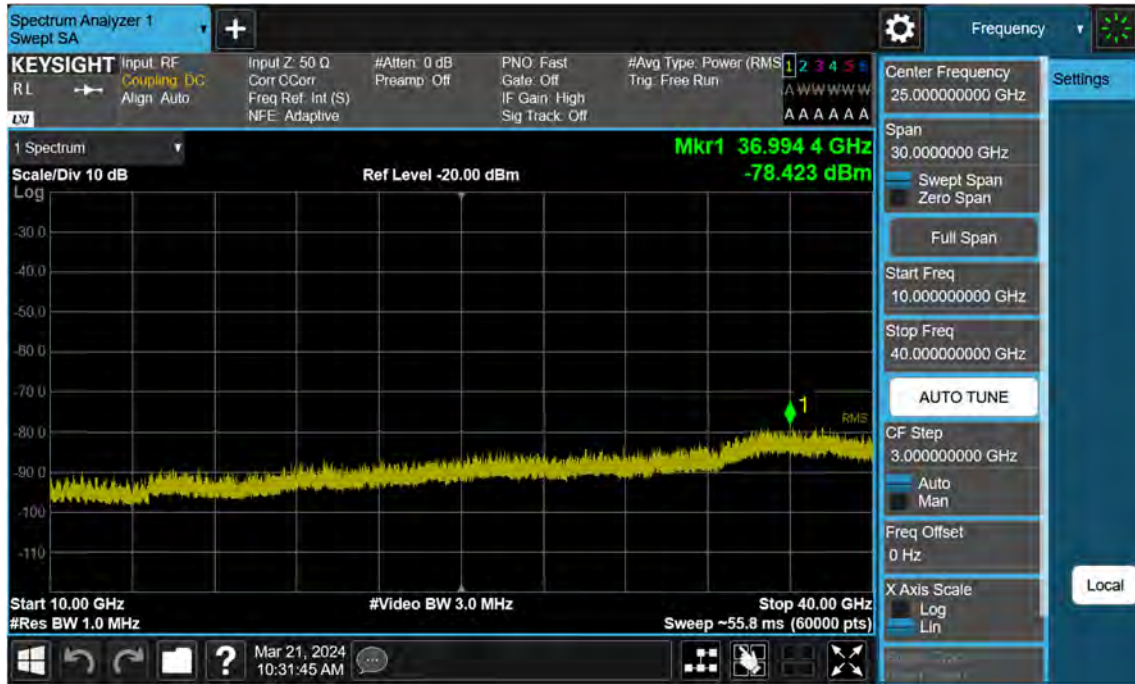 Spectrum Analyzer 1
Swept SA
Frequency
KEYSIGHT
RL
LXI
Input: RF
Coupling: DC
Align: Auto
Input Z: 50 Ω
Corr CCorr
Freq Ref: Int (S)
NFE: Adaptive
#Atten: 0 dB
Preamp: Off
PNO: Fast
Gate: Off
IF Gain: High
Sig Track: Off
#Avg Type: Power (RMS
Trig: Free Run
1 2 3 4 5 6
A W W W W W
A A A A A A
1 Spectrum
Scale/Div 10 dB
Ref Level -20.00 dBm
Mkr1 36.994 4 GHz
-78.423 dBm
Log
-30.0
-40.0
-50.0
-60.0
-70.0
-80.0
-90.0
-100
-110
1
RMS
Start 10.00 GHz
#Res BW 1.0 MHz
#Video BW 3.0 MHz
Stop 40.00 GHz
Sweep ~55.8 ms (60000 pts)
Center Frequency
25.000000000 GHz
Span
30.0000000 GHz
Swept Span
Zero Span
Full Span
Start Freq
10.000000000 GHz
Stop Freq
40.000000000 GHz
AUTO TUNE
CF Step
3.000000000 GHz
Auto
Man
Freq Offset
0 Hz
X Axis Scale
Log
Lin
Settings
Local
?
Mar 21, 2024
10:31:45 AM